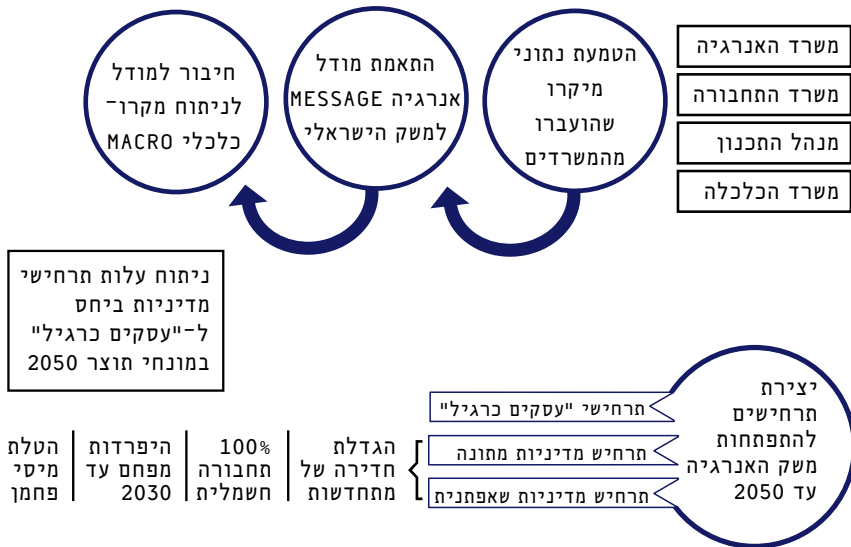 משרד האנרגיה
משרד התחבורה
מנהל התכנון
משרד הכלכלה
הטמעת נתוני
מיקרו
שהועברו
מהמשרדים
התאמת מודל
אנרגיה MESSAGE
למשק הישראלי
חיבור למודל
לניתוח מקרו-
כלכלי MACRO
ניתוח עלות תרחישי
מדיניות ביחס
ל-"עסקים כרגיל"
במונחי תוצר 2050
יצירת
תרחישים
להתפתחות
משק האנרגיה
עד 2050
תרחישי "עסקים כרגיל"
תרחיש מדיניות מתונה
תרחיש מדיניות שאפתנית
הגדלת
חדירה של
מתחדשות
100%
תחבורה
חשמלית
היפרדות
מפחם עד
2030
הטלת
מיסי
פחמן